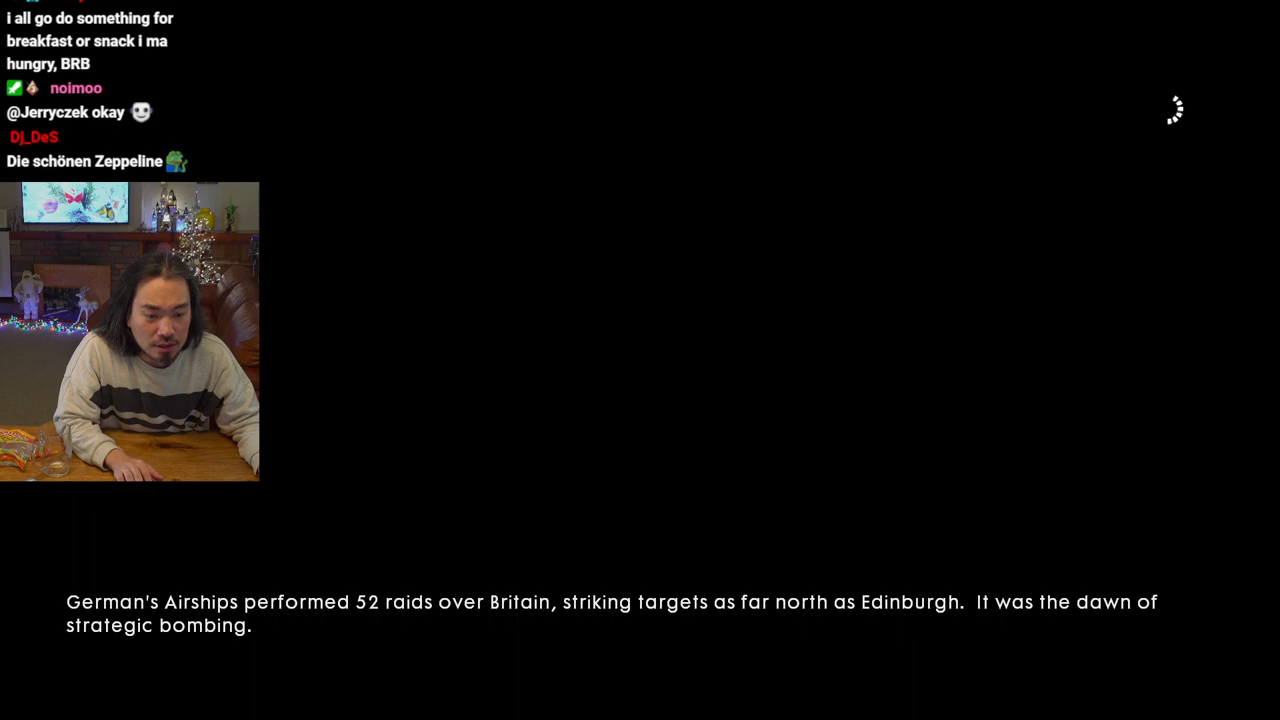 i all go do something for
breakfast or snack i ma
hungry, BRB
noimoo
@Jerryczek okay
Dj_DeS
Die schönen Zeppeline
German's Airships performed 52 raids over Britain, striking targets as far north as Edinburgh.  It was the dawn of
strategic bombing.